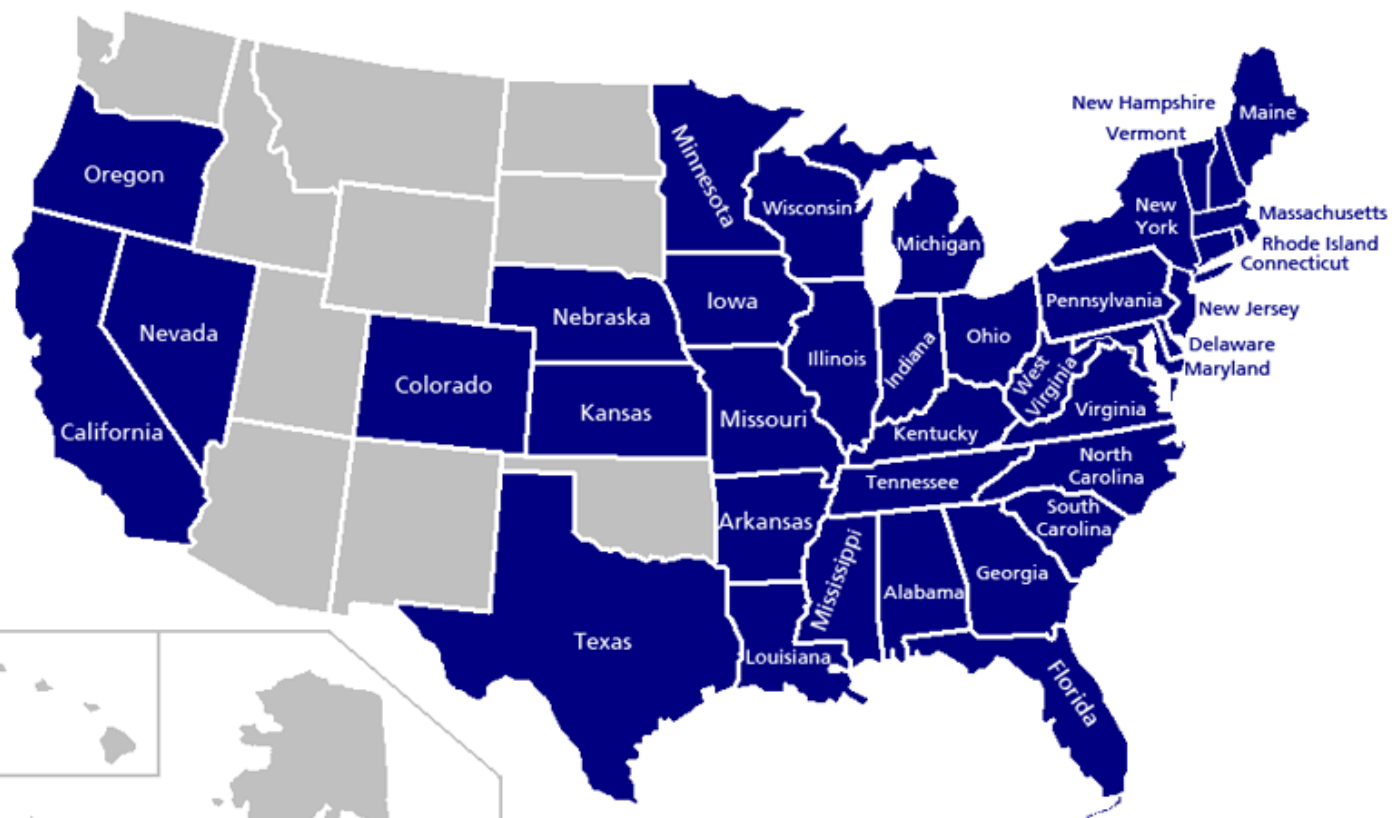 New Hampshire
Maine
Vermont
Minnesota
Oregon
Wisconsin
New
York
Massachusetts
Michigan
Rhode Island
Connecticut
Iowa
Pennsylvania
New Jersey
Nebraska
Nevada
Ohio
Delaware
Illinois
Indiana
Maryland
West
Virginia
Colorado
Kansas
Virginia
Missouri
California
Kentucky
North
Carolina
Tennessee
South
Carolina
Arkansas
Mississippi
Georgia
Alabama
Texas
Louisiana
Florida